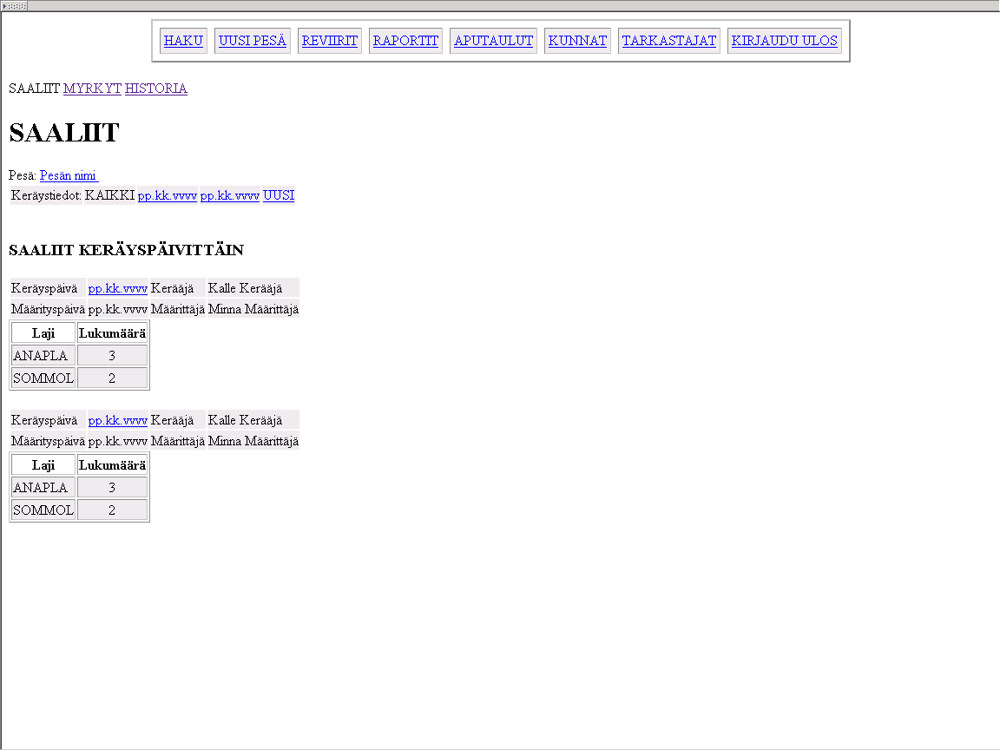 HAKU UUSI PESÄ REVIIRIT RAPORTIT APUTAULUT KUNNAT TARKASTAJAT KIRJAUDU ULOS
SAALIIT MYRKYT HISTORIA
SAALIIT
Pesä: Pesän nimi
Keräystiedot: KAIKKI pp.kk.vvvv pp.kk.vvvv UUSI
SAALIIT KERÄYSPÄIVITTÄIN
Keräyspäivä pp.kk.vvvv Kerääjä Kalle Kerääjä
Määrityspäivä pp.kk.vvvv Määrittäjä Minna Määrittäjä
Laji Lukumäärä
ANAPLA 3
SOMMOL 2
Keräyspäivä pp.kk.vvvv Kerääjä Kalle Kerääjä
Määrityspäivä pp.kk.vvvv Määrittäjä Minna Määrittäjä
Laji Lukumäärä
ANAPLA 3
SOMMOL 2